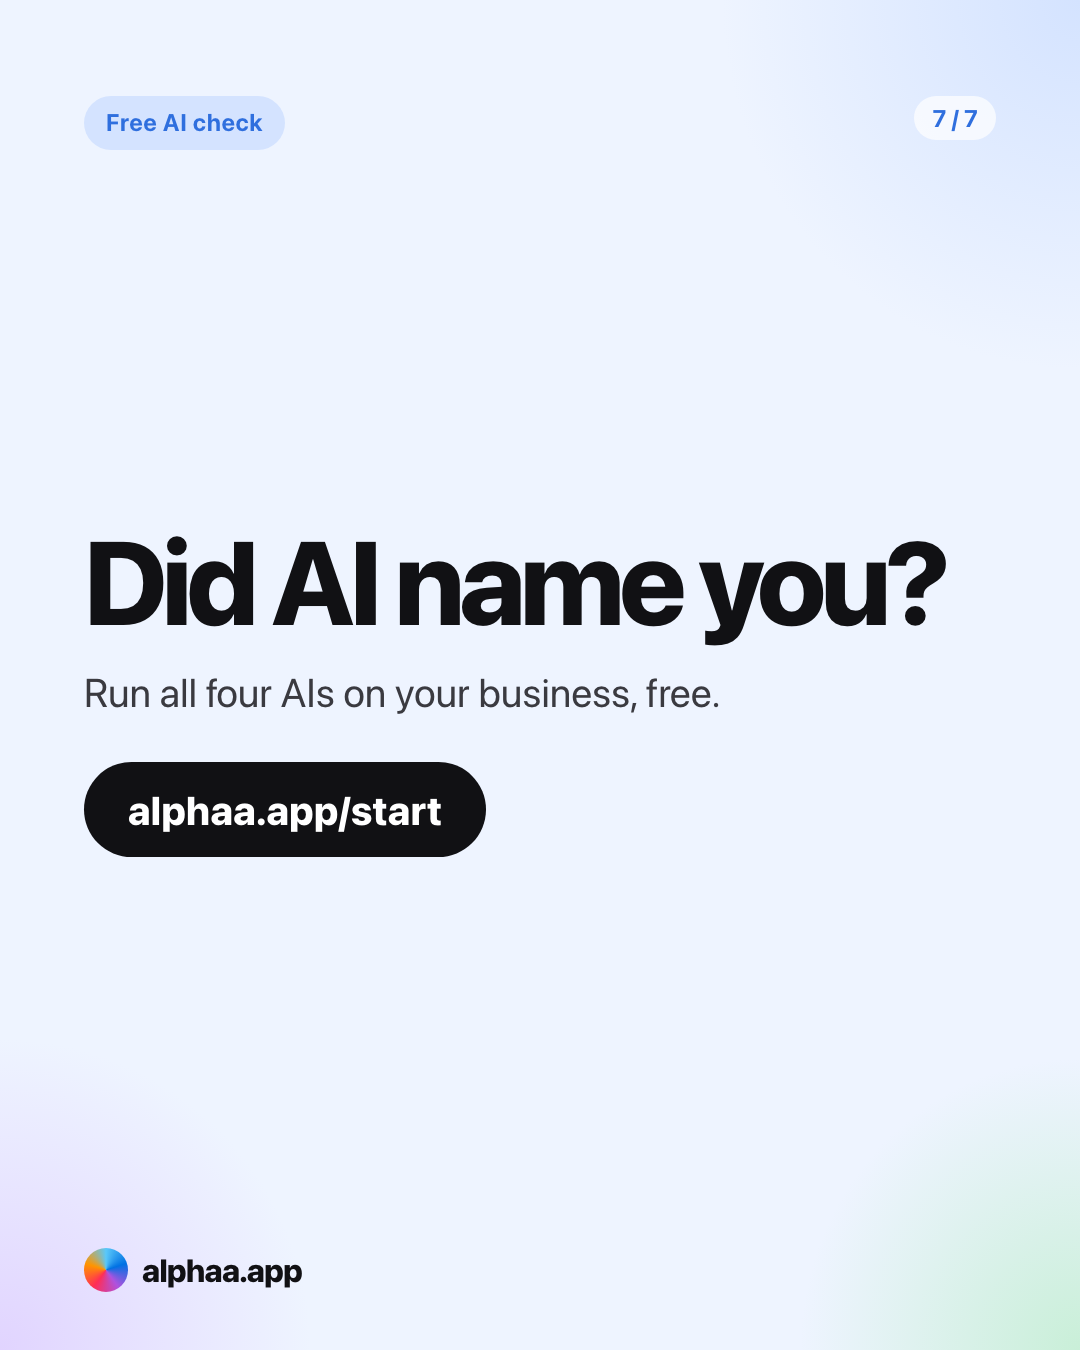 Free AI check
7 / 7
Did AI name you?
Run all four AIs on your business, free.
alphaa.app/start
alphaa.app